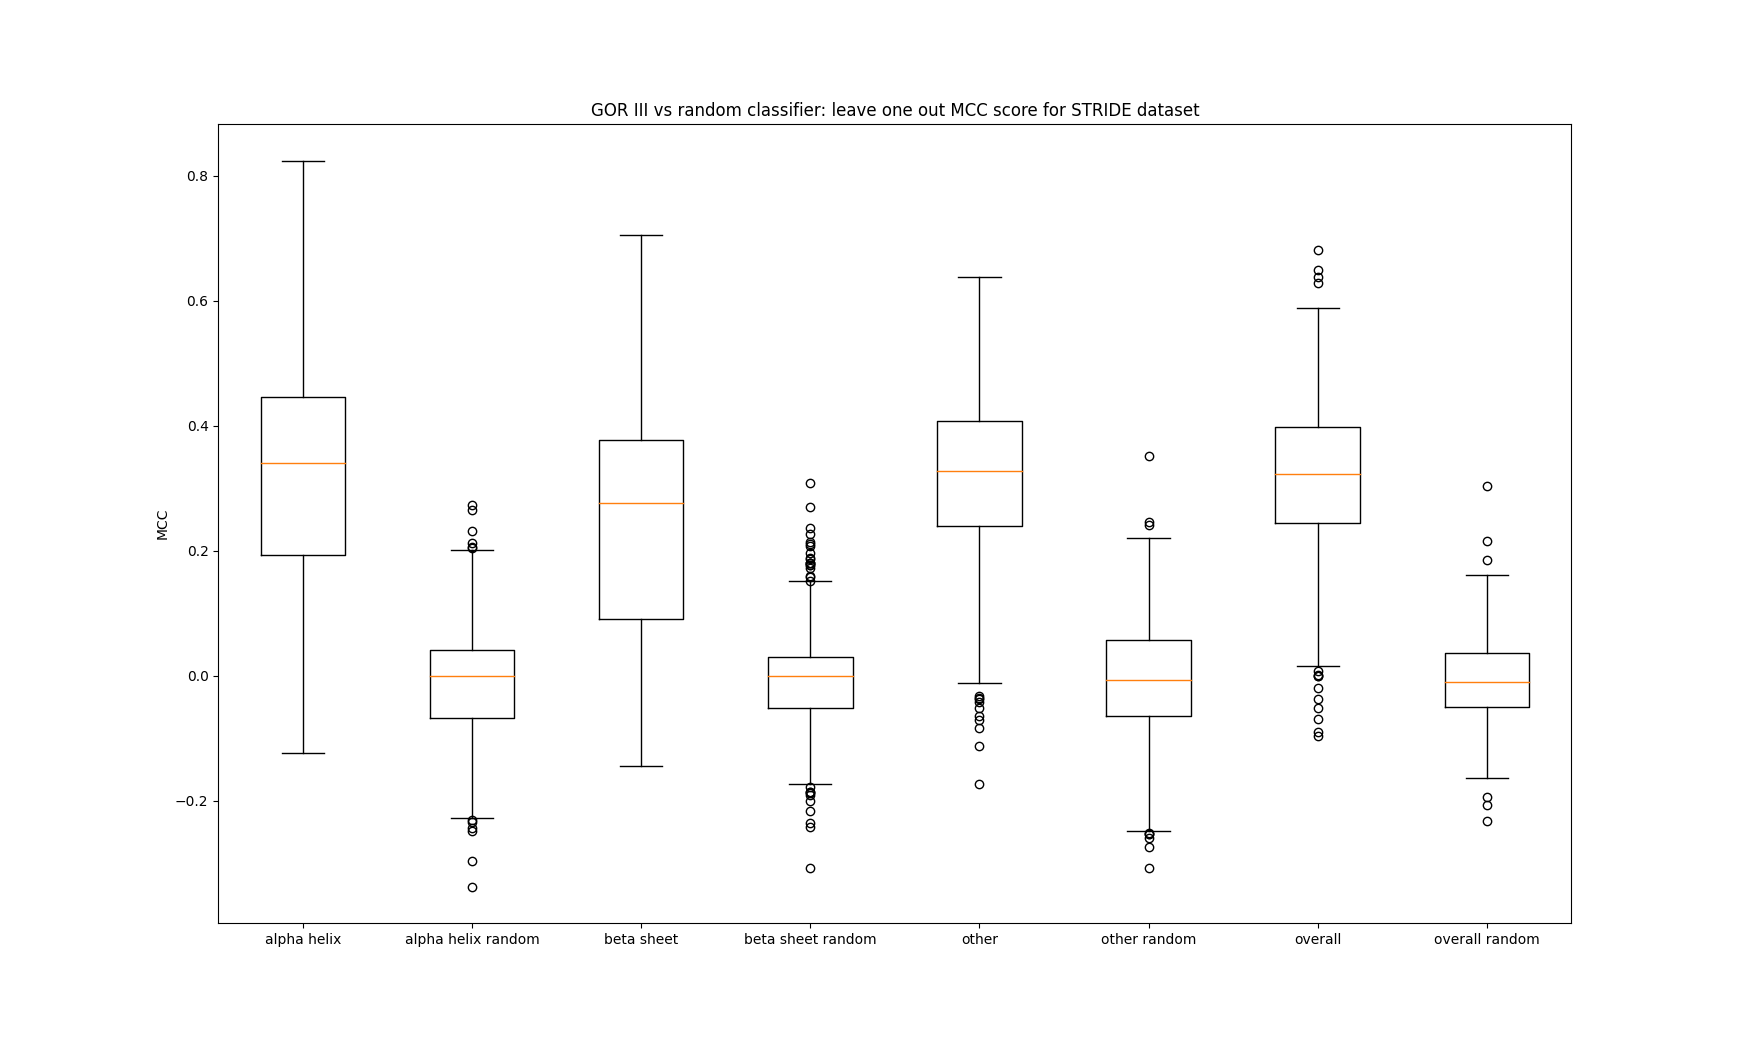 GOR III vs random classifier: leave one out MCC score for STRIDE dataset
0.8
0.6
0.4
0.2
0.0
−0.2
MCC
alpha helix
alpha helix random
beta sheet
beta sheet random
other
other random
overall
overall random